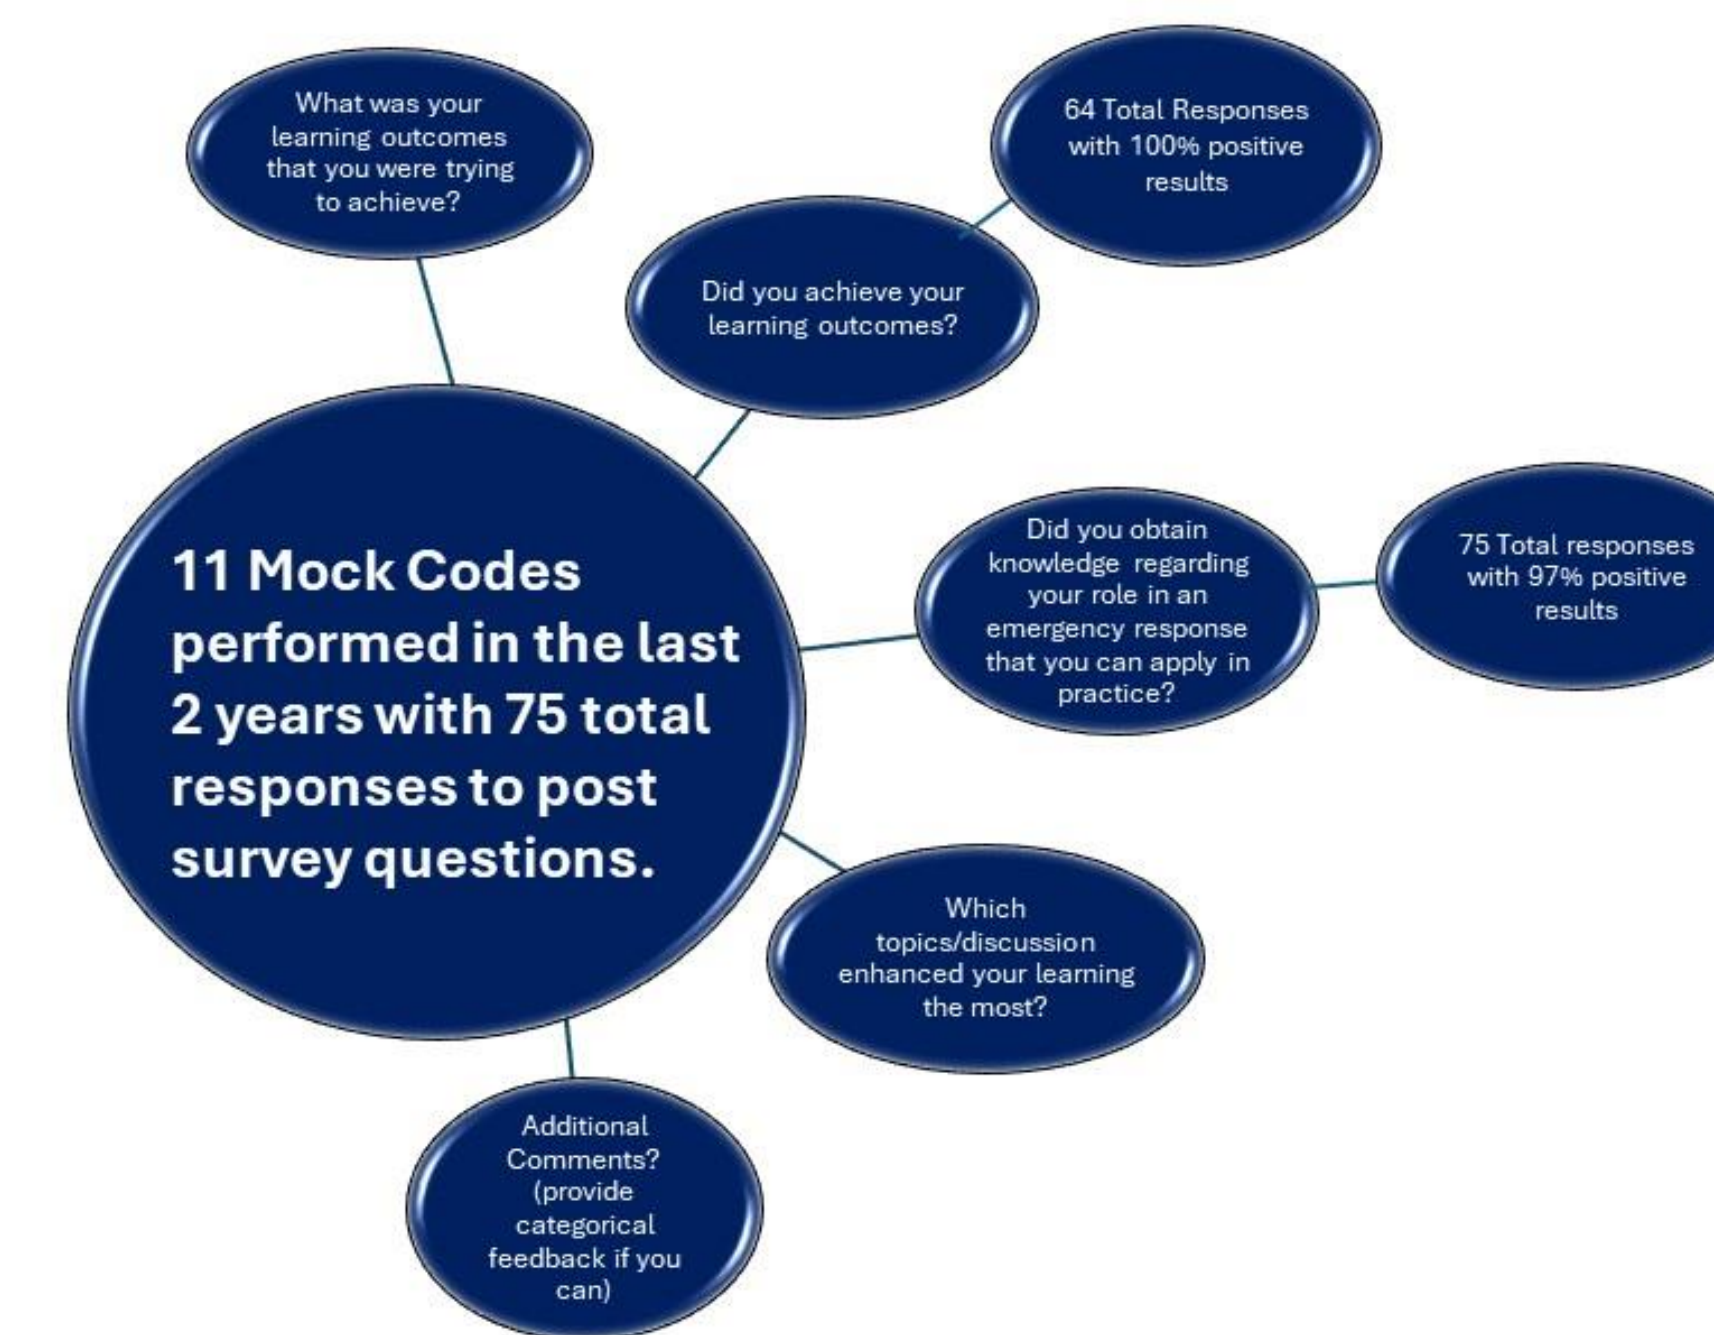 What was your
learning outcomes
that you were trying
to achieve?
64 Total Responses
with 100% positive
results
Did you achieve your
learning outcomes?
11 Mock Codes
performed in the last
2 years with 75 total
responses to post
survey questions.
Did you obtain
knowledge regarding
your role in an
emergency response
that you can apply in
practice?
75 Total responses
with 97% positive
results
Which
topics/discussion
enhanced your learning
the most?
Additional
Comments?
(provide
categorical
feedback if you
can)